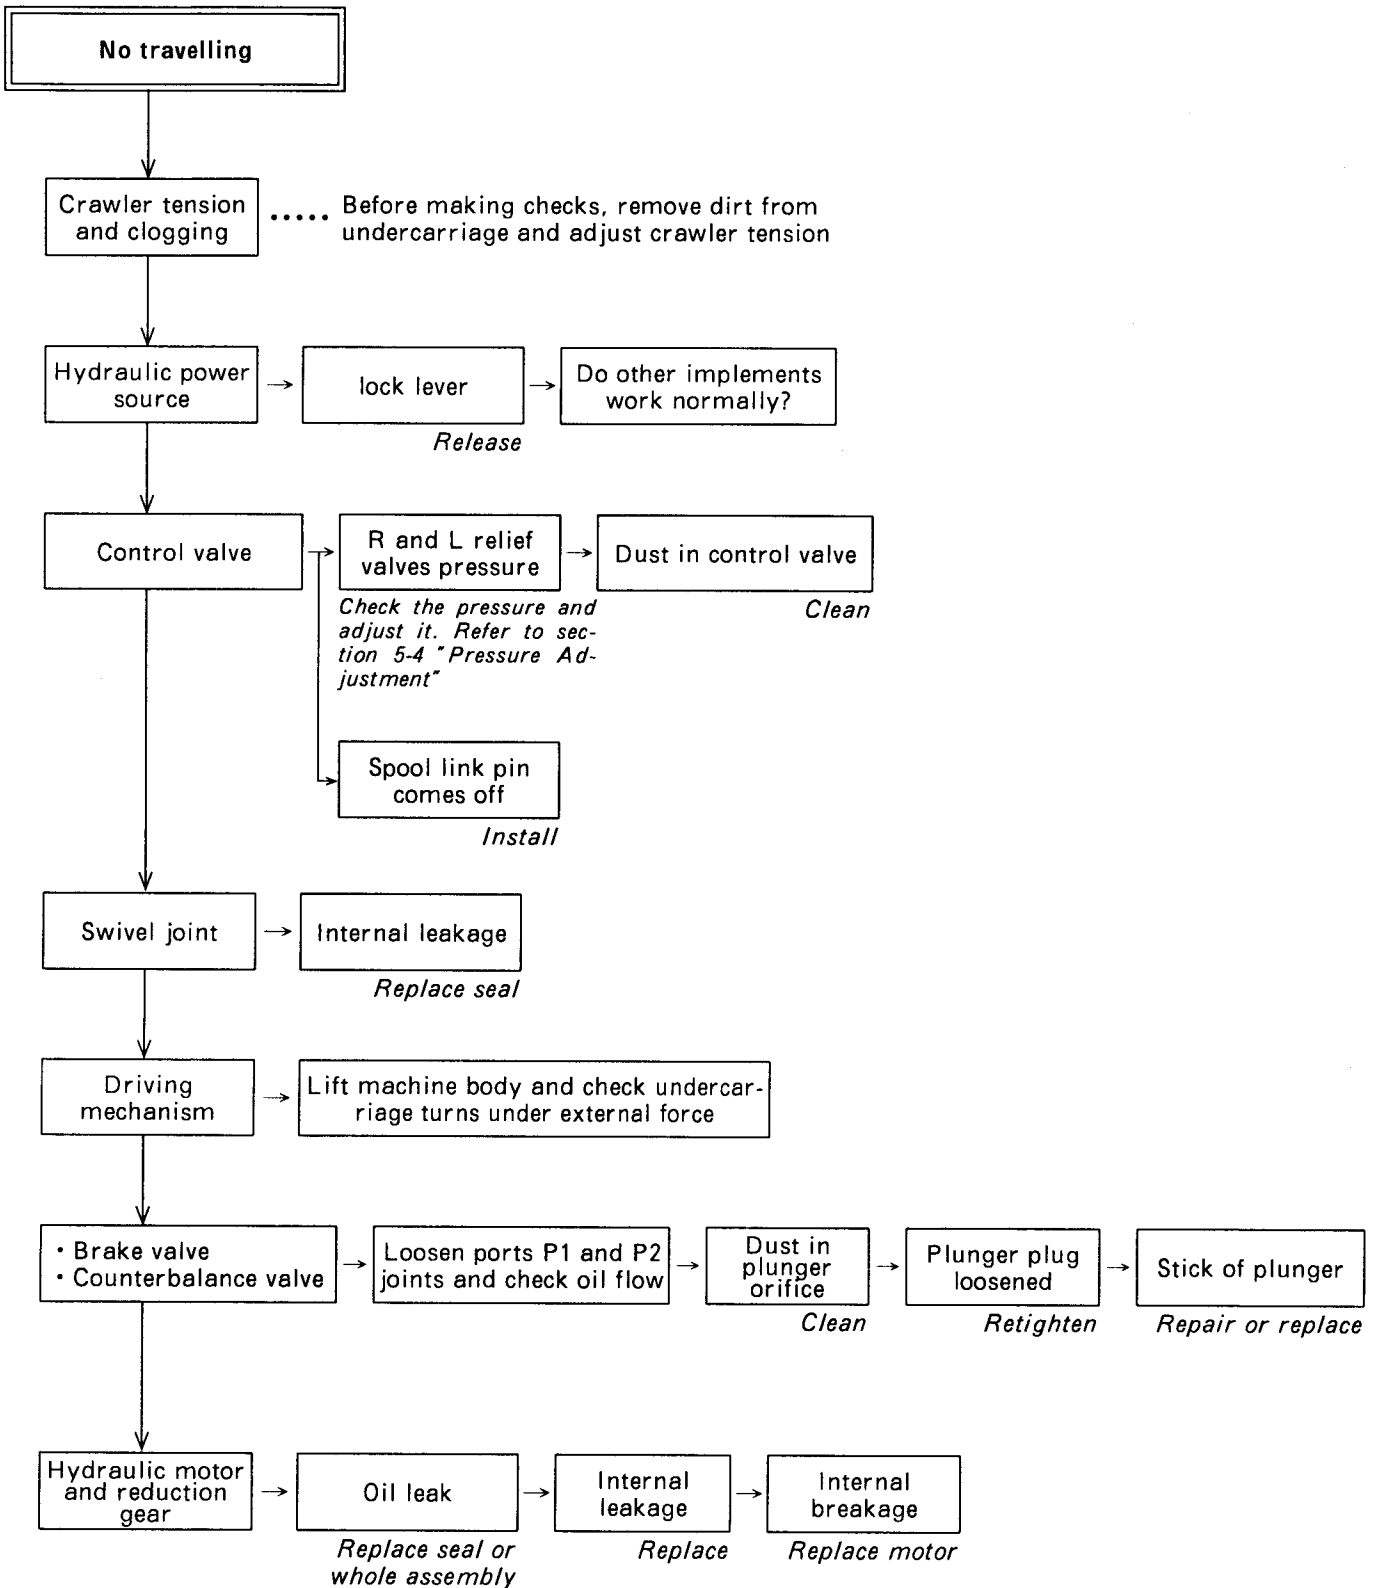 No travelling
Crawler tension
and clogging
••••• Before making checks, remove dirt from
undercarriage and adjust crawler tension
Hydraulic power
source
lock lever
Release
Do other implements
work normally?
Control valve
R and L relief
valves pressure
Check the pressure and
adjust it. Refer to sec-
tion 5-4 "Pressure Ad-
justment"
Dust in control valve
Clean
Spool link pin
comes off
Install
Swivel joint
Internal leakage
Replace seal
Driving
mechanism
Lift machine body and check undercar-
riage turns under external force
• Brake valve
• Counterbalance valve
Loosen ports P1 and P2
joints and check oil flow
Dust in
plunger
orifice
Clean
Plunger plug
loosened
Retighten
Stick of plunger
Repair or replace
Hydraulic motor
and reduction
gear
Oil leak
Replace seal or
whole assembly
Internal
leakage
Replace
Internal
breakage
Replace motor